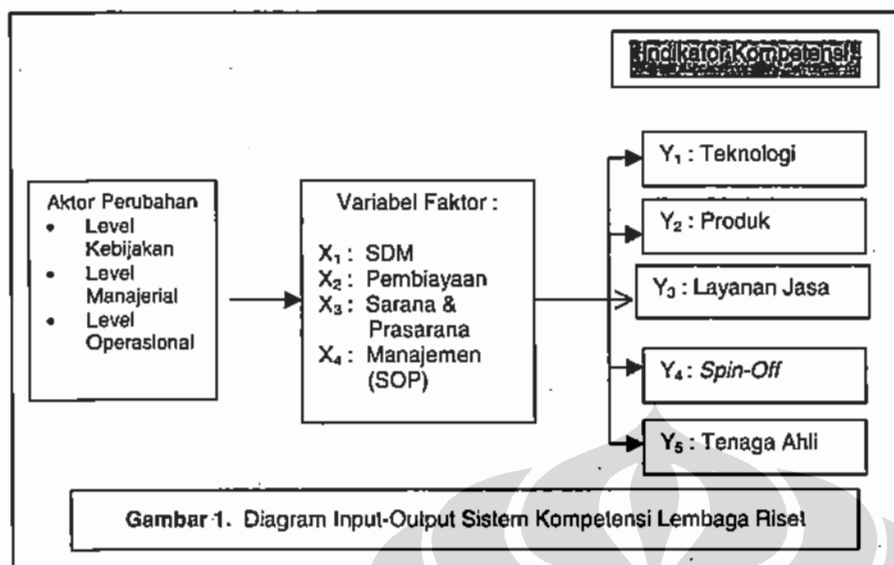 Indikator Kompetensi
Aktor Perubahan
• Level
Kebijakan
• Level
Manajerial
• Level
Operasional
Variabel Faktor :
X₁ : SDM
X₂ : Pembiayaan
X₃ : Sarana &
Prasarana
X₄ : Manajemen
(SOP)
Y₁ : Teknologi
Y₂ : Produk
Y₃ : Layanan Jasa
Y₄ : Spin-Off
Y₅ : Tenaga Ahli
Gambar 1. Diagram Input-Output Sistem Kompetensi Lembaga Riset